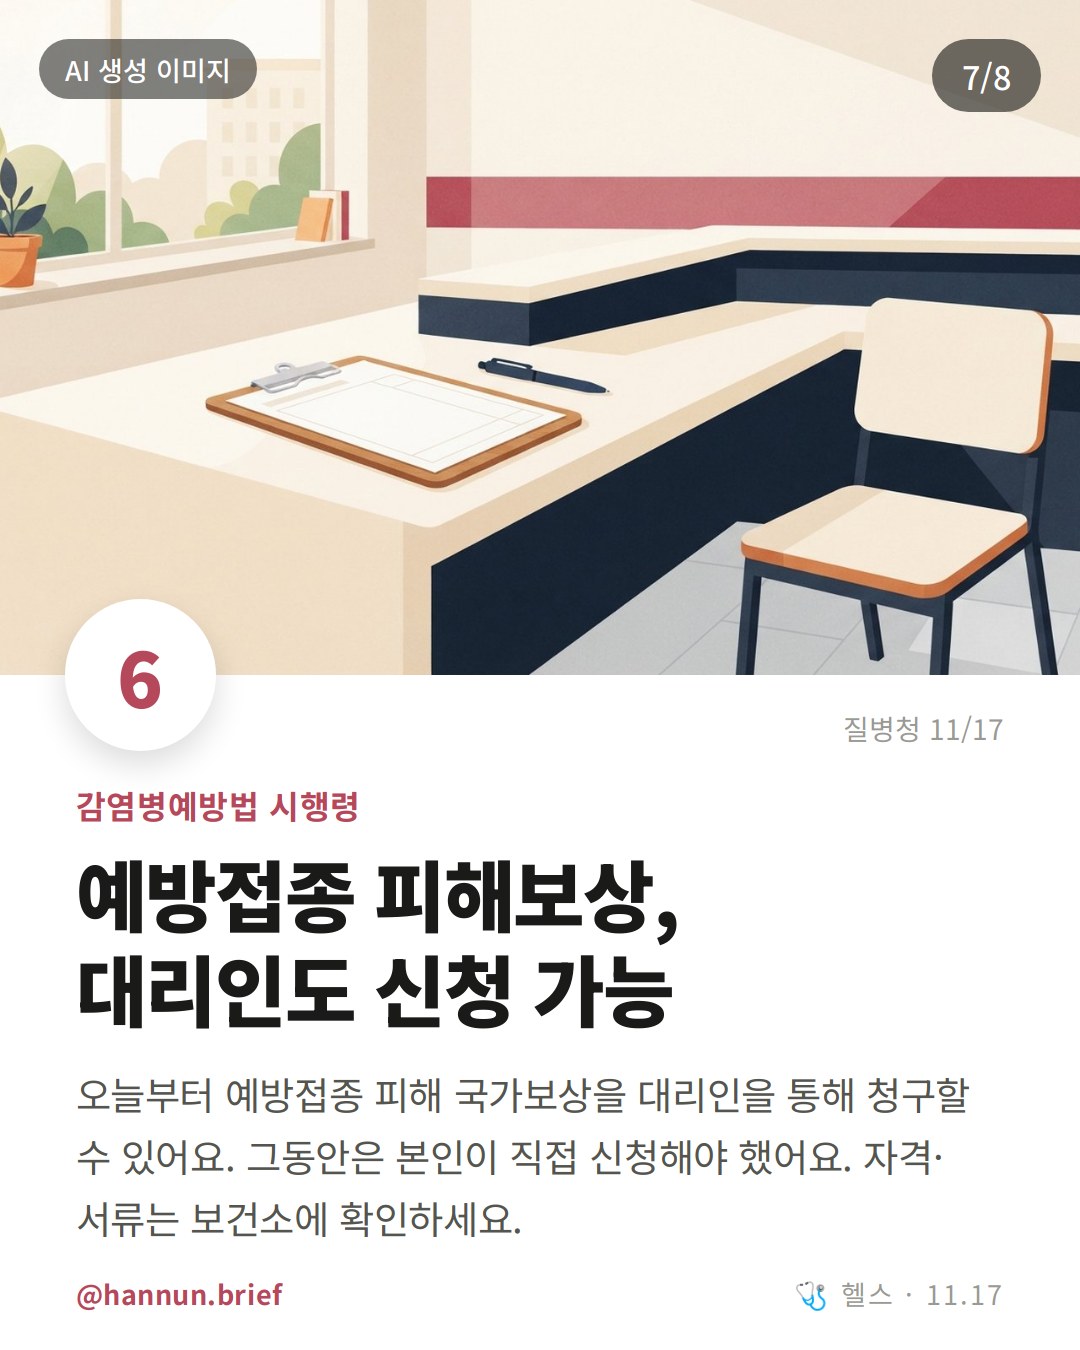 AI 생성 이미지
7/8
6
질병청 11/17
감염병예방법 시행령
예방접종 피해보상,
대리인도 신청 가능
오늘부터 예방접종 피해 국가보상을 대리인을 통해 청구할
수 있어요. 그동안은 본인이 직접 신청해야 했어요. 자격·
서류는 보건소에 확인하세요.
@hannun.brief
헬스 · 11.17